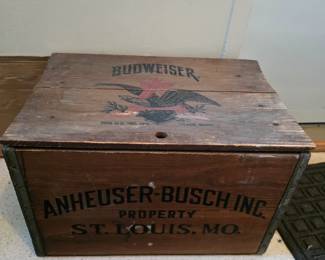 BUDWEISER
ANHEUSER-BUSCH, INC.
PROPERTY
ST. LOUIS, MO.